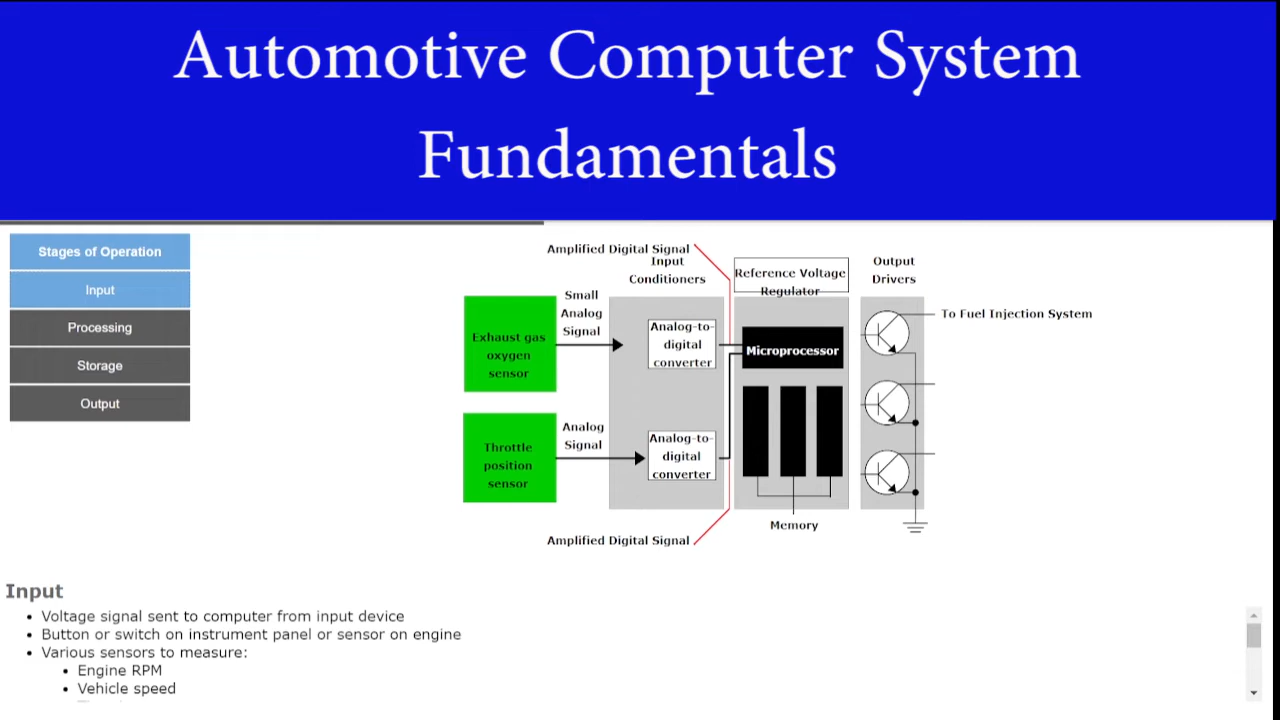 Automotive Computer System
Fundamentals
Stages of Operation
Input
Processing
Storage
Output
Amplified Digital Signal
Input
Conditioners
Reference Voltage
Regulator
Output
Drivers
Small
Analog
Signal
Exhaust gas
oxygen
sensor
Analog-to-
digital
converter
Microprocessor
To Fuel Injection System
Throttle
position
sensor
Analog
Signal
Analog-to-
digital
converter
Memory
Amplified Digital Signal
Input
• Voltage signal sent to computer from input device
• Button or switch on instrument panel or sensor on engine
• Various sensors to measure:
• Engine RPM
• Vehicle speed